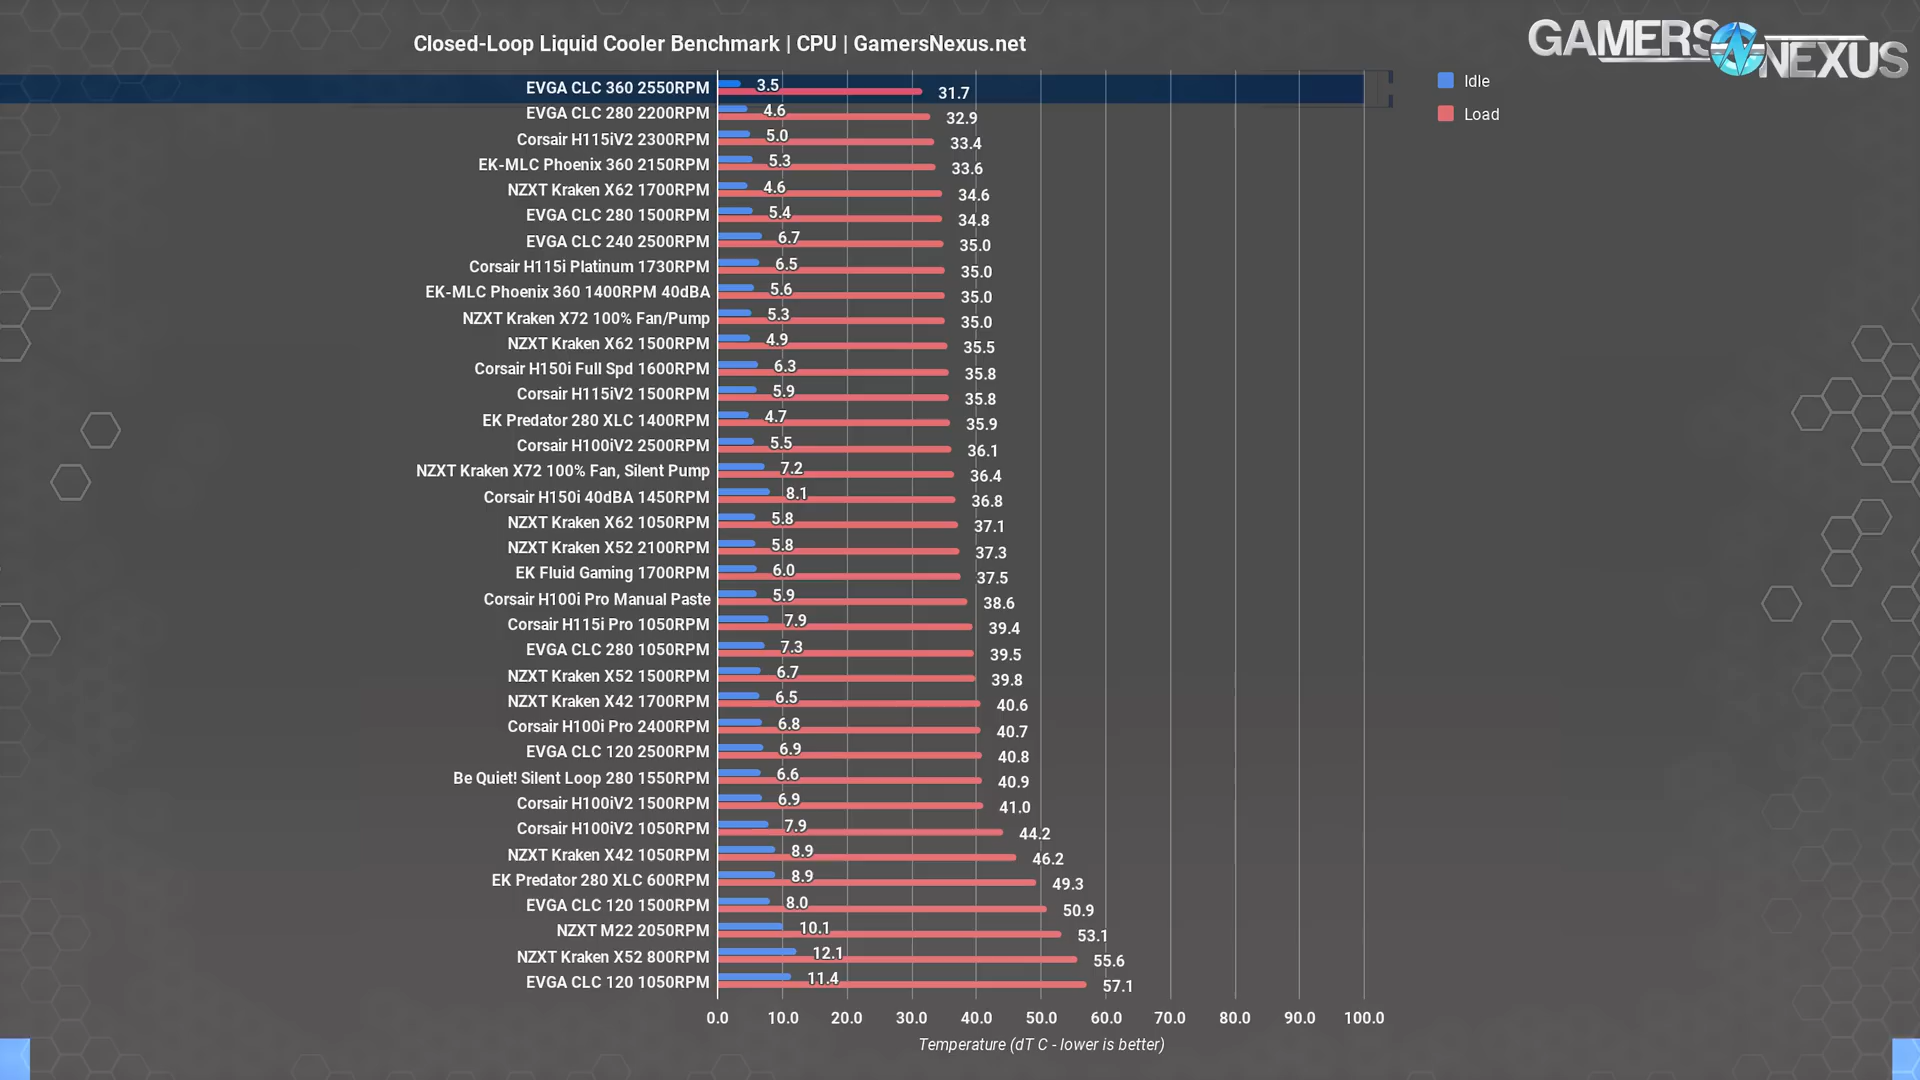 Closed-Loop Liquid Cooler Benchmark | CPU | GamersNexus.net
GAMERS NEXUS
Idle
Load
EVGA CLC 360 2550RPM 3.5 31.7
EVGA CLC 280 2200RPM 4.6 32.9
Corsair H115iV2 2300RPM 5.0 33.4
EK-MLC Phoenix 360 2150RPM 5.3 33.6
NZXT Kraken X62 1700RPM 4.6 34.6
EVGA CLC 280 1500RPM 5.4 34.8
EVGA CLC 240 2500RPM 6.7 35.0
Corsair H115i Platinum 1730RPM 6.5 35.0
EK-MLC Phoenix 360 1400RPM 40dBA 5.6 35.0
NZXT Kraken X72 100% Fan/Pump 5.3 35.0
NZXT Kraken X62 1500RPM 4.9 35.5
Corsair H150i Full Spd 1600RPM 6.3 35.8
Corsair H115iV2 1500RPM 5.9 35.8
EK Predator 280 XLC 1400RPM 4.7 35.9
Corsair H100iV2 2500RPM 5.5 36.1
NZXT Kraken X72 100% Fan, Silent Pump 7.2 36.4
Corsair H150i 40dBA 1450RPM 8.1 36.8
NZXT Kraken X62 1050RPM 5.8 37.1
NZXT Kraken X52 2100RPM 5.8 37.3
EK Fluid Gaming 1700RPM 6.0 37.5
Corsair H100i Pro Manual Paste 5.9 38.6
Corsair H115i Pro 1050RPM 7.9 39.4
EVGA CLC 280 1050RPM 7.3 39.5
NZXT Kraken X52 1500RPM 6.7 39.8
NZXT Kraken X42 1700RPM 6.5 40.6
Corsair H100i Pro 2400RPM 6.8 40.7
EVGA CLC 120 2500RPM 6.9 40.8
Be Quiet! Silent Loop 280 1550RPM 6.6 40.9
Corsair H100iV2 1500RPM 6.9 41.0
Corsair H100iV2 1050RPM 7.9 44.2
NZXT Kraken X42 1050RPM 8.9 46.2
EK Predator 280 XLC 600RPM 8.9 49.3
EVGA CLC 120 1500RPM 8.0 50.9
NZXT M22 2050RPM 10.1 53.1
NZXT Kraken X52 800RPM 12.1 55.6
EVGA CLC 120 1050RPM 11.4 57.1
0.0 10.0 20.0 30.0 40.0 50.0 60.0 70.0 80.0 90.0 100.0
Temperature (dT C - lower is better)